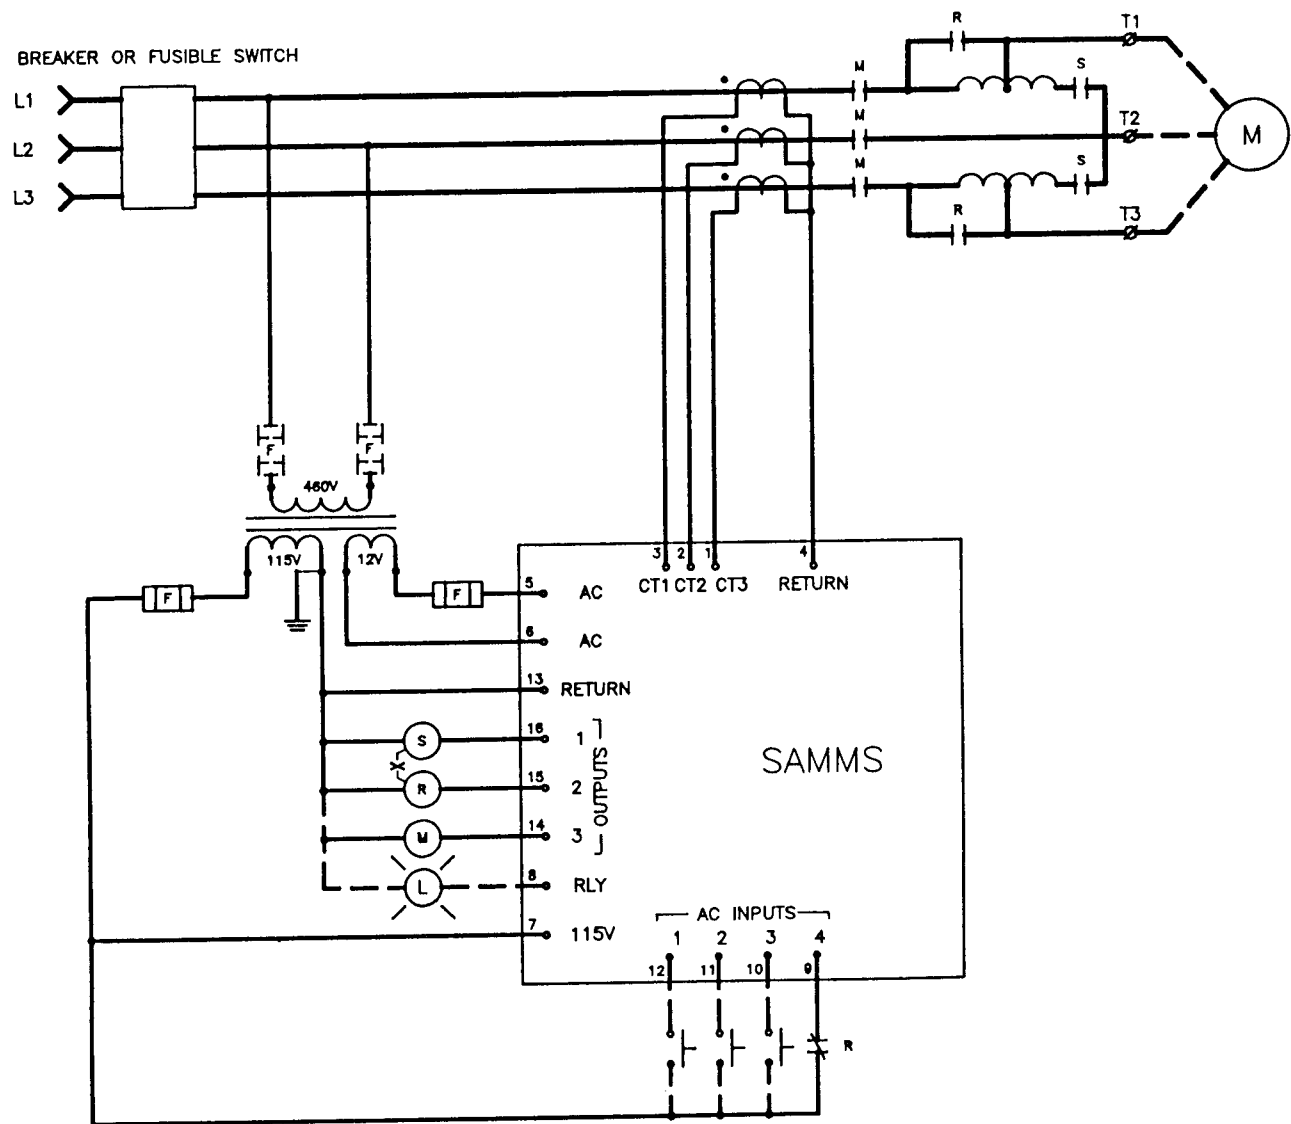 BREAKER OR FUSIBLE SWITCH
R
T1
M
S
L1
M
T2
M
L2
M
S
L3
R
T3
F
F
460V
115V
12V
3
2
1
4
CT1
CT2
CT3
RETURN
F
F
5
AC
6
AC
13
RETURN
S
16
1
OUTPUTS
SAMMS
X
R
15
2
M
14
3
L
8
RLY
7
115V
AC INPUTS
1
2
3
4
12
11
10
9
R